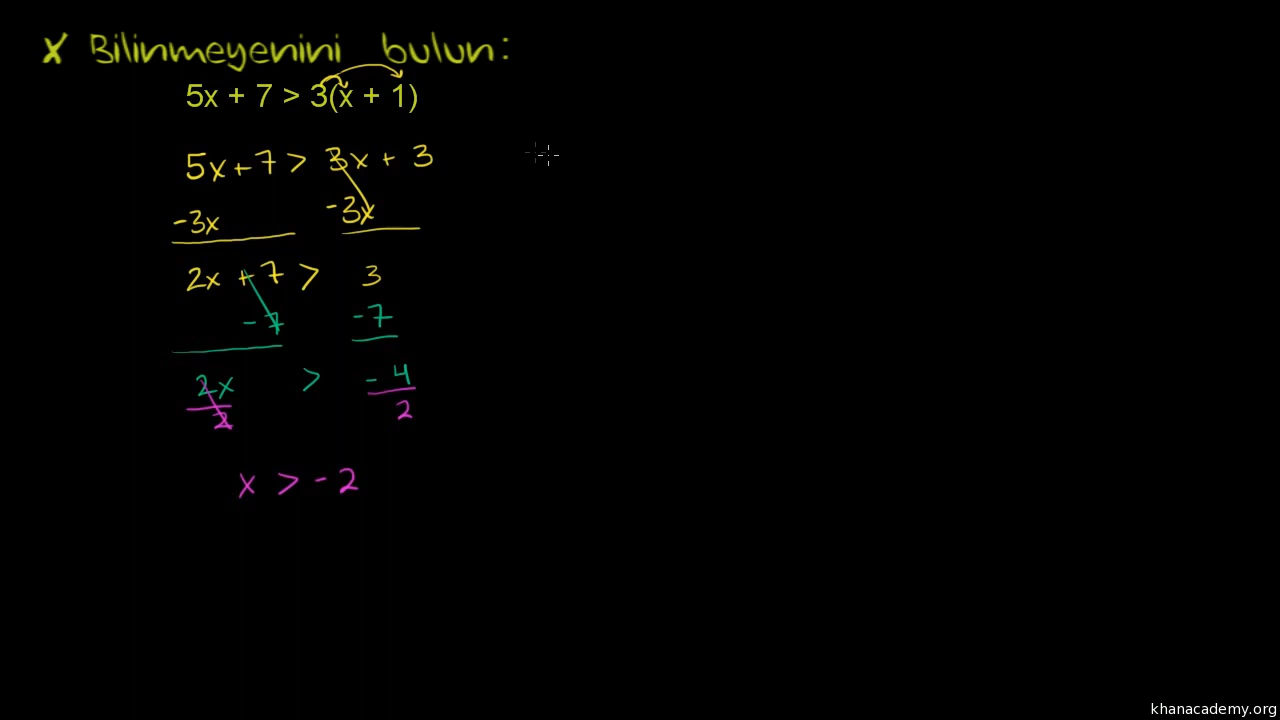 X Bilinmeyenini bulun:
5x + 7 > 3(x + 1)
5x+7 > 3x + 3
-3x -3x
2x +7 > 3
-7 -7
2x > -4
2 2
x > -2
khanacademy.org